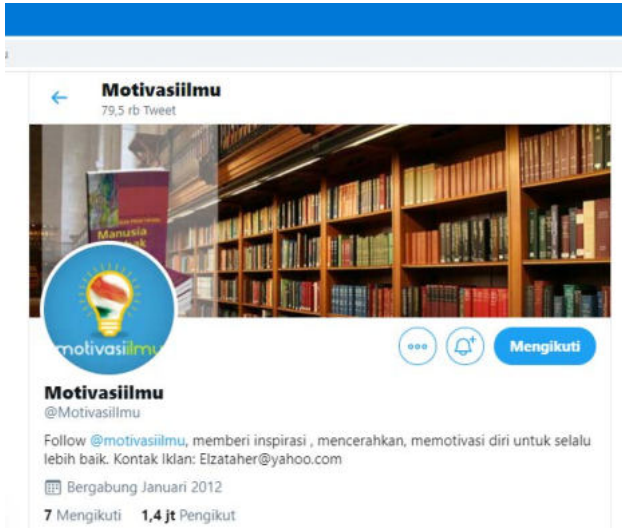 Motivasiilmu
79,5 rb Tweet
Manusia
motivasiilmu
Mengikuti
Motivasiilmu
@MotivasiIlmu
Follow @motivasiilmu, memberi inspirasi , mencerahkan, memotivasi diri untuk selalu
lebih baik. Kontak Iklan: Elzataher@yahoo.com
Bergabung Januari 2012
7 Mengikuti 1,4 jt Pengikut